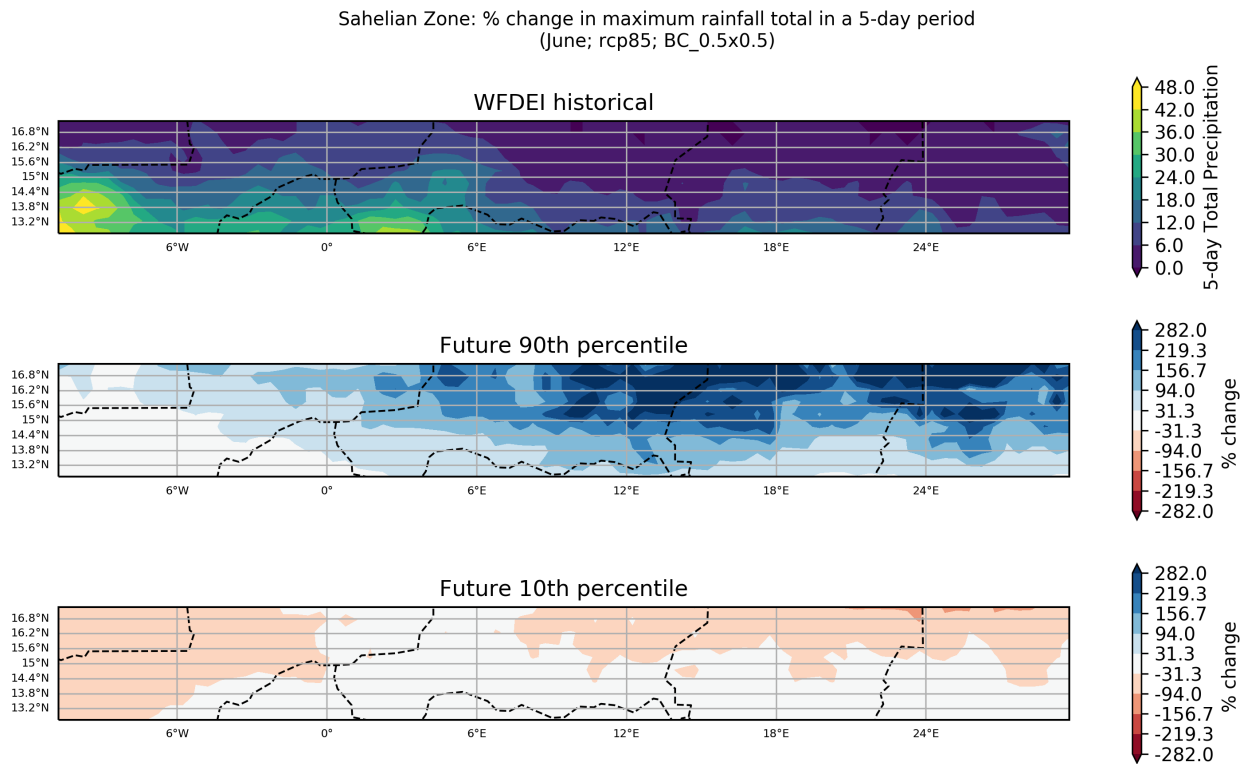 Sahelian Zone: % change in maximum rainfall total in a 5-day period
(June; rcp85; BC_0.5x0.5)
WFDEI historical
16.8°N
16.2°N
15.6°N
15°N
14.4°N
13.8°N
13.2°N
6°W 0° 6°E 12°E 18°E 24°E
48.0
42.0
36.0
30.0
24.0
18.0
12.0
6.0
0.0
5-day Total Precipitation
Future 90th percentile
16.8°N
16.2°N
15.6°N
15°N
14.4°N
13.8°N
13.2°N
6°W 0° 6°E 12°E 18°E 24°E
282.0
219.3
156.7
94.0
31.3
-31.3
-94.0
-156.7
-219.3
-282.0
% change
Future 10th percentile
16.8°N
16.2°N
15.6°N
15°N
14.4°N
13.8°N
13.2°N
6°W 0° 6°E 12°E 18°E 24°E
282.0
219.3
156.7
94.0
31.3
-31.3
-94.0
-156.7
-219.3
-282.0
% change